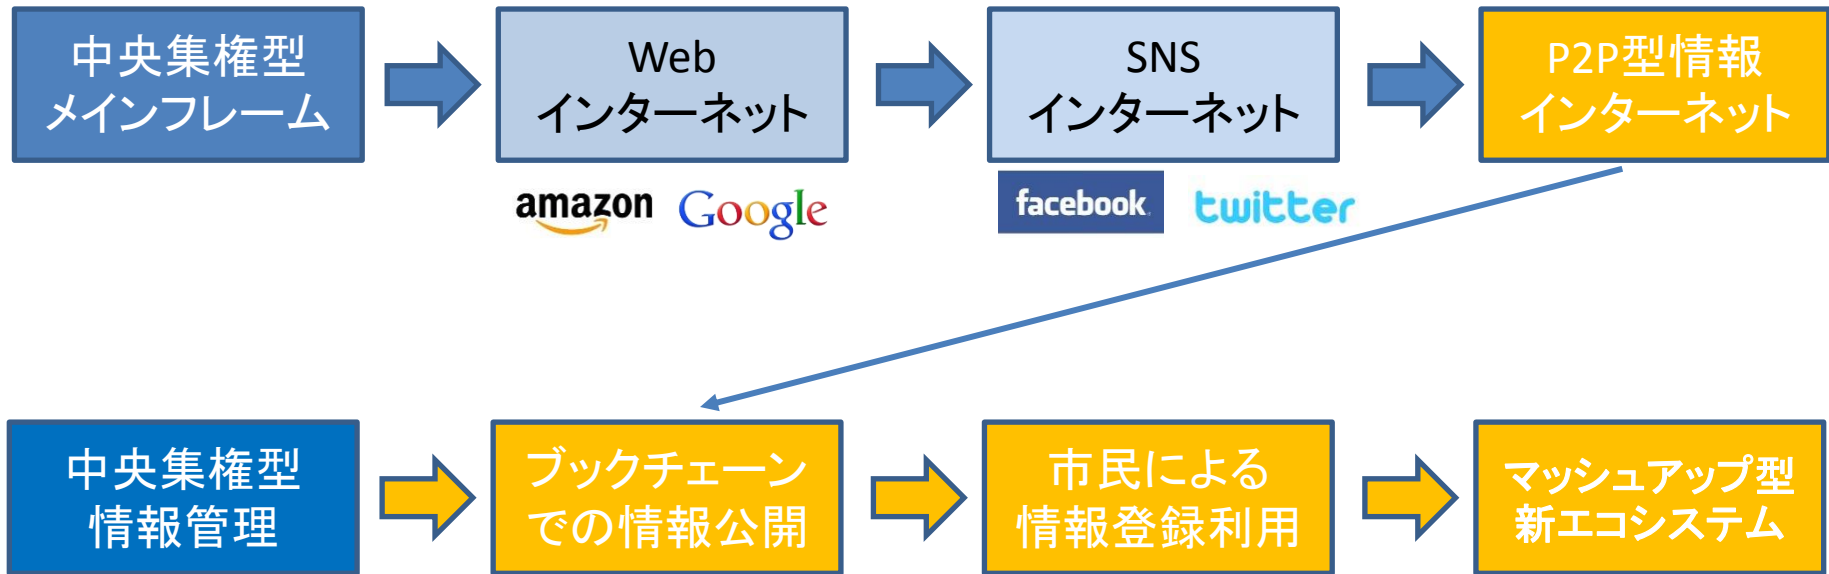 中央集権型
メインフレーム
Web
インターネット
SNS
インターネット
P2P型情報
インターネット
amazon
Google
facebook
twitter
中央集権型
情報管理
ブックチェーン
での情報公開
市民による
情報登録利用
マッシュアップ型
新エコシステム